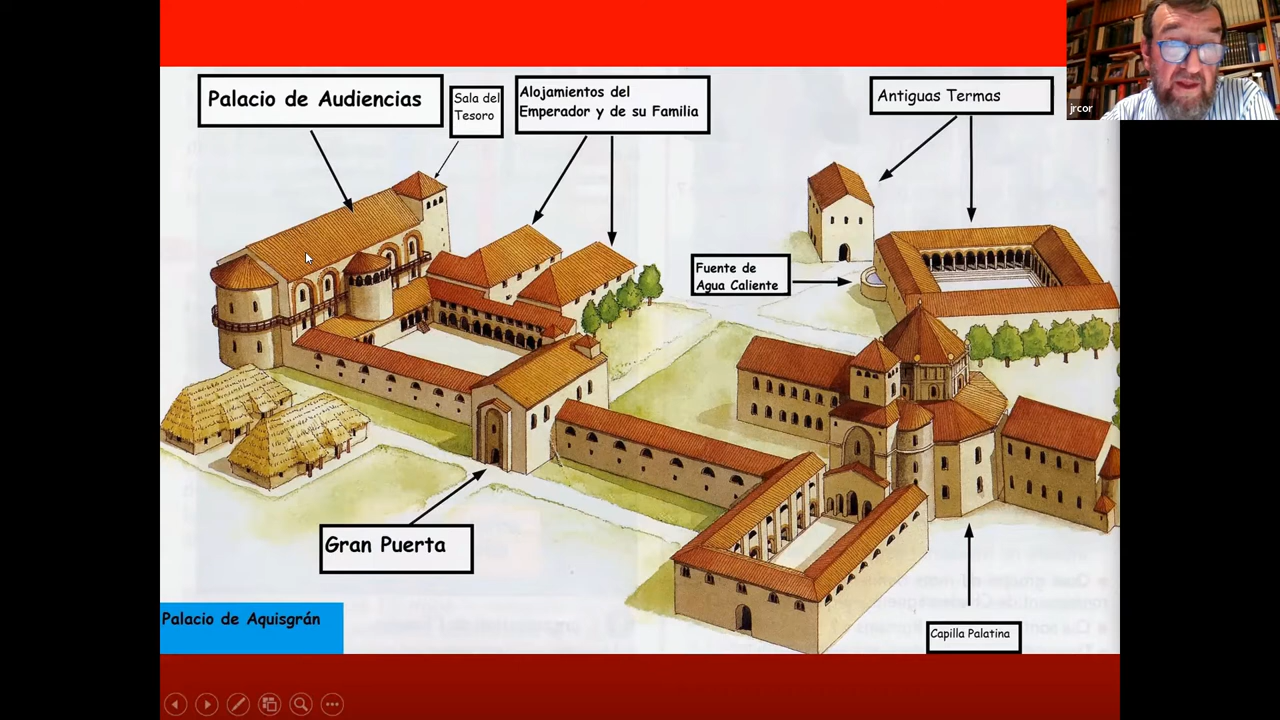 Palacio de Audiencias
Sala del
Tesoro
Alojamientos del
Emperador y de su Familia
Antiguas Termas
jrcor
Fuente de
Agua Caliente
Gran Puerta
Palacio de Aquisgrán
Capilla Palatina